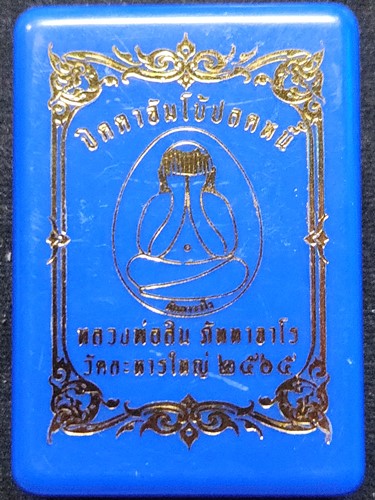 ปิดตาจัมโบ้ปลดหนี้
หลวงพ่อสิน ภัททาจาโร
วัดละหารใหญ่ ๒๕๖๕